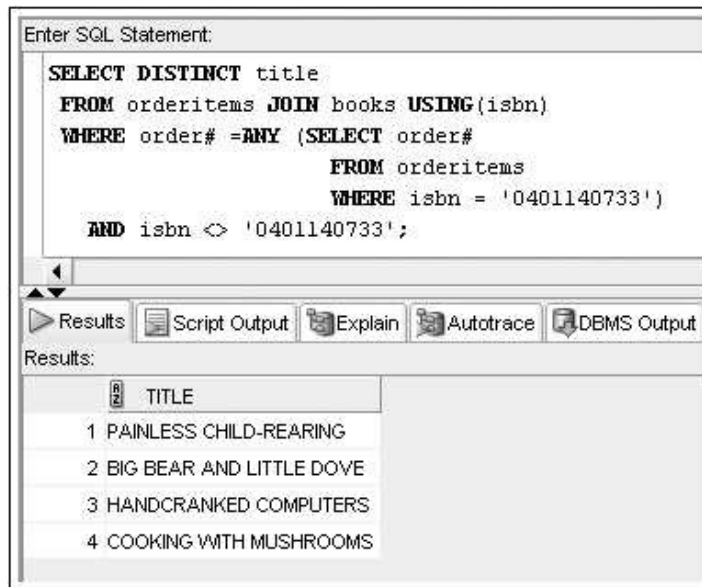 Enter SQL Statement:
SELECT DISTINCT title
FROM orderitems JOIN books USING(isbn)
WHERE order# =ANY (SELECT order#
FROM orderitems
WHERE isbn = '0401140733')
AND isbn <> '0401140733';
Results Script Output Explain Autotrace DBMS Output
Results:
TITLE
1 PAINLESS CHILD-REARING
2 BIG BEAR AND LITTLE DOVE
3 HANDCRANKED COMPUTERS
4 COOKING WITH MUSHROOMS